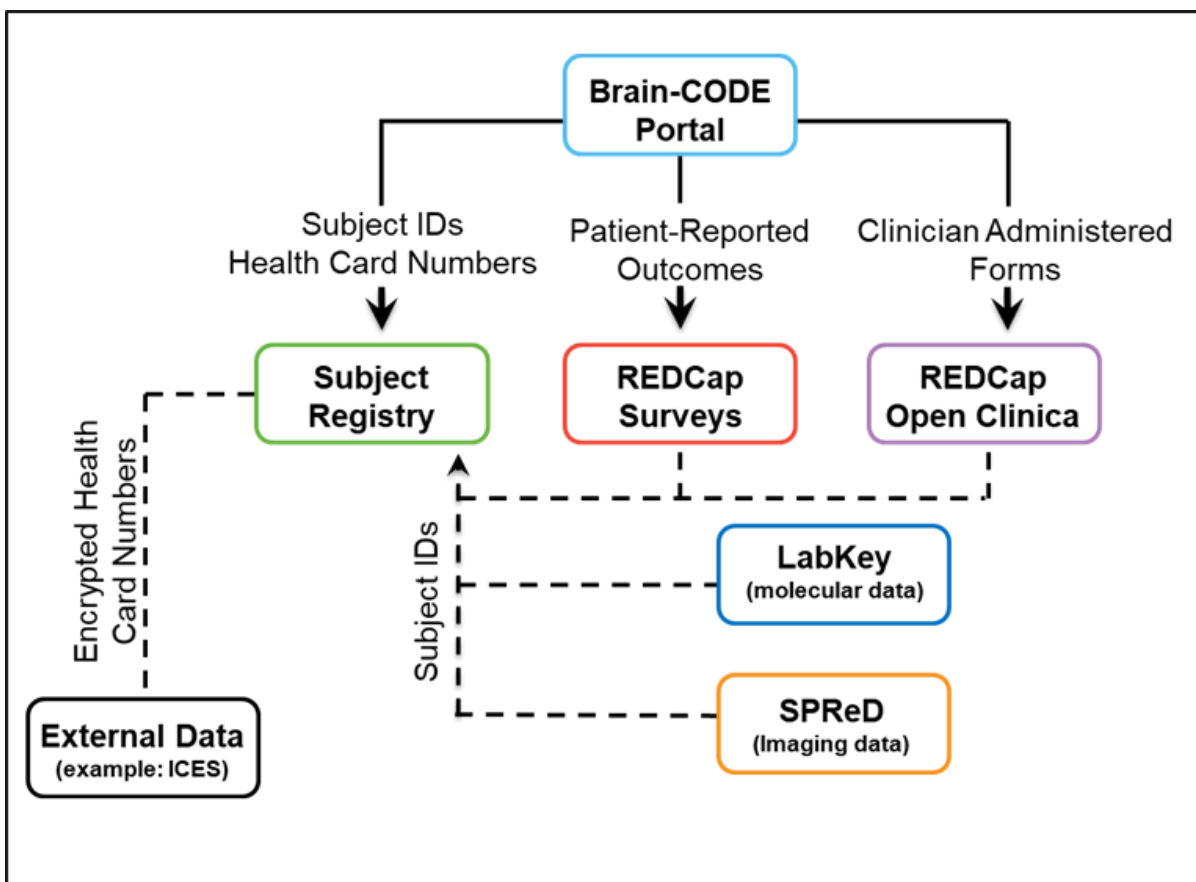 Brain-CODE
Portal
Subject IDs
Health Card Numbers
Patient-Reported
Outcomes
Clinician Administered
Forms
Subject
Registry
REDCap
Surveys
REDCap
Open Clinica
Encrypted Health
Card Numbers
Subject IDs
LabKey
(molecular data)
SPReD
(Imaging data)
External Data
(example: ICES)